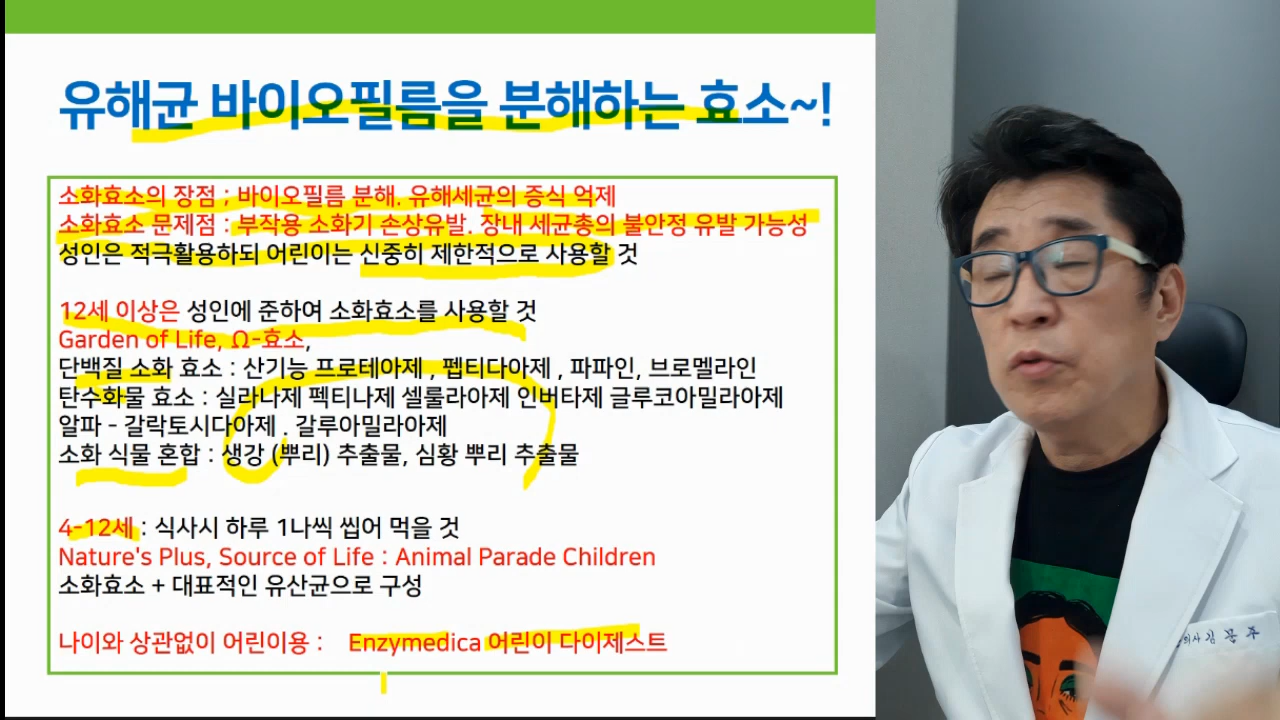 유해균 바이오필름을 분해하는 효소~!
소화효소의 장점 ; 바이오필름 분해. 유해세균의 증식 억제
소화효소 문제점 : 부작용 소화기 손상유발. 장내 세균총의 불안정 유발 가능성
성인은 적극활용하되 어린이는 신중히 제한적으로 사용할 것
12세 이상은 성인에 준하여 소화효소를 사용할 것
Garden of Life, Ω-효소,
단백질 소화 효소 : 산기능 프로테아제 , 펩티다아제 , 파파인, 브로멜라인
탄수화물 효소 : 실라나제 펙티나제 셀룰라아제 인버타제 글루코아밀라아제
알파 - 갈락토시다아제 . 갈루아밀라아제
소화 식물 혼합 : 생강 (뿌리) 추출물, 심황 뿌리 추출물
4-12세 : 식사시 하루 1나씩 씹어 먹을 것
Nature's Plus, Source of Life : Animal Parade Children
소화효소 + 대표적인 유산균으로 구성
나이와 상관없이 어린이용 : Enzymedica 어린이 다이제스트